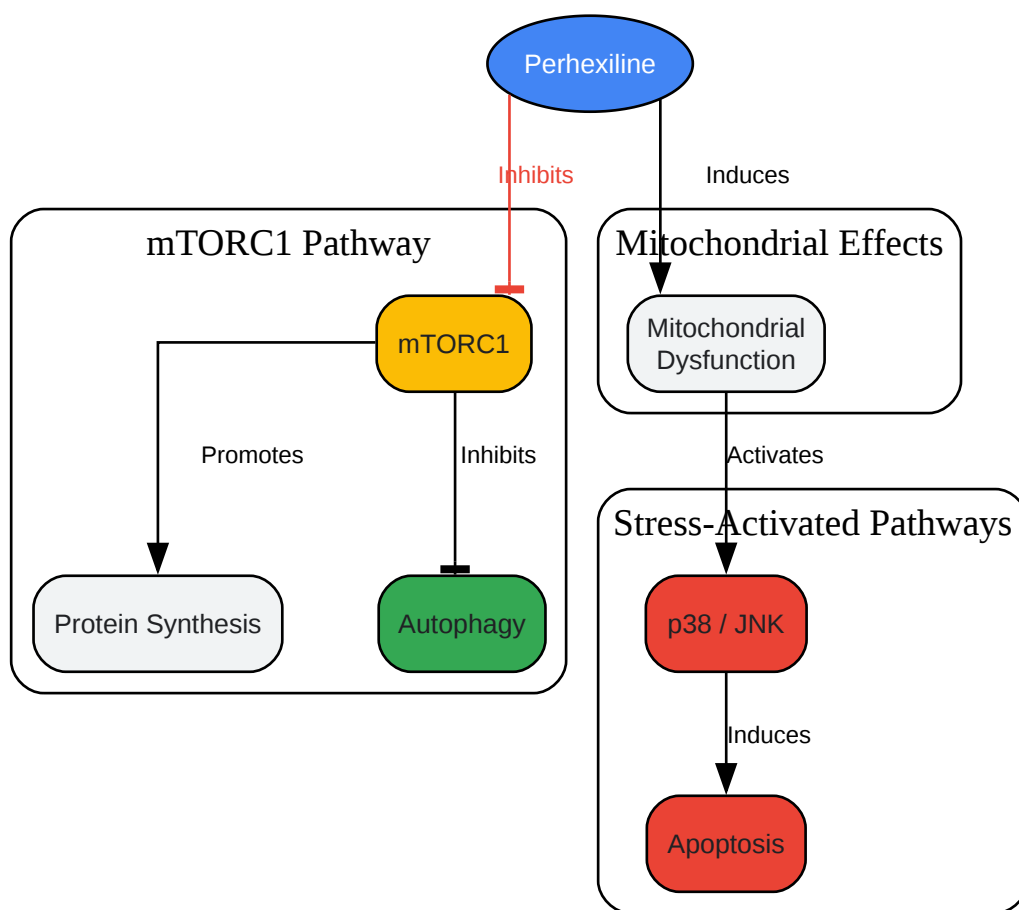 Perhexiline
Inhibits
Induces
mTORC1 Pathway
Mitochondrial Effects
mTORC1
Mitochondrial
Dysfunction
Promotes
Inhibits
Activates
Stress-Activated Pathways
Protein Synthesis
Autophagy
p38 / JNK
Induces
Apoptosis